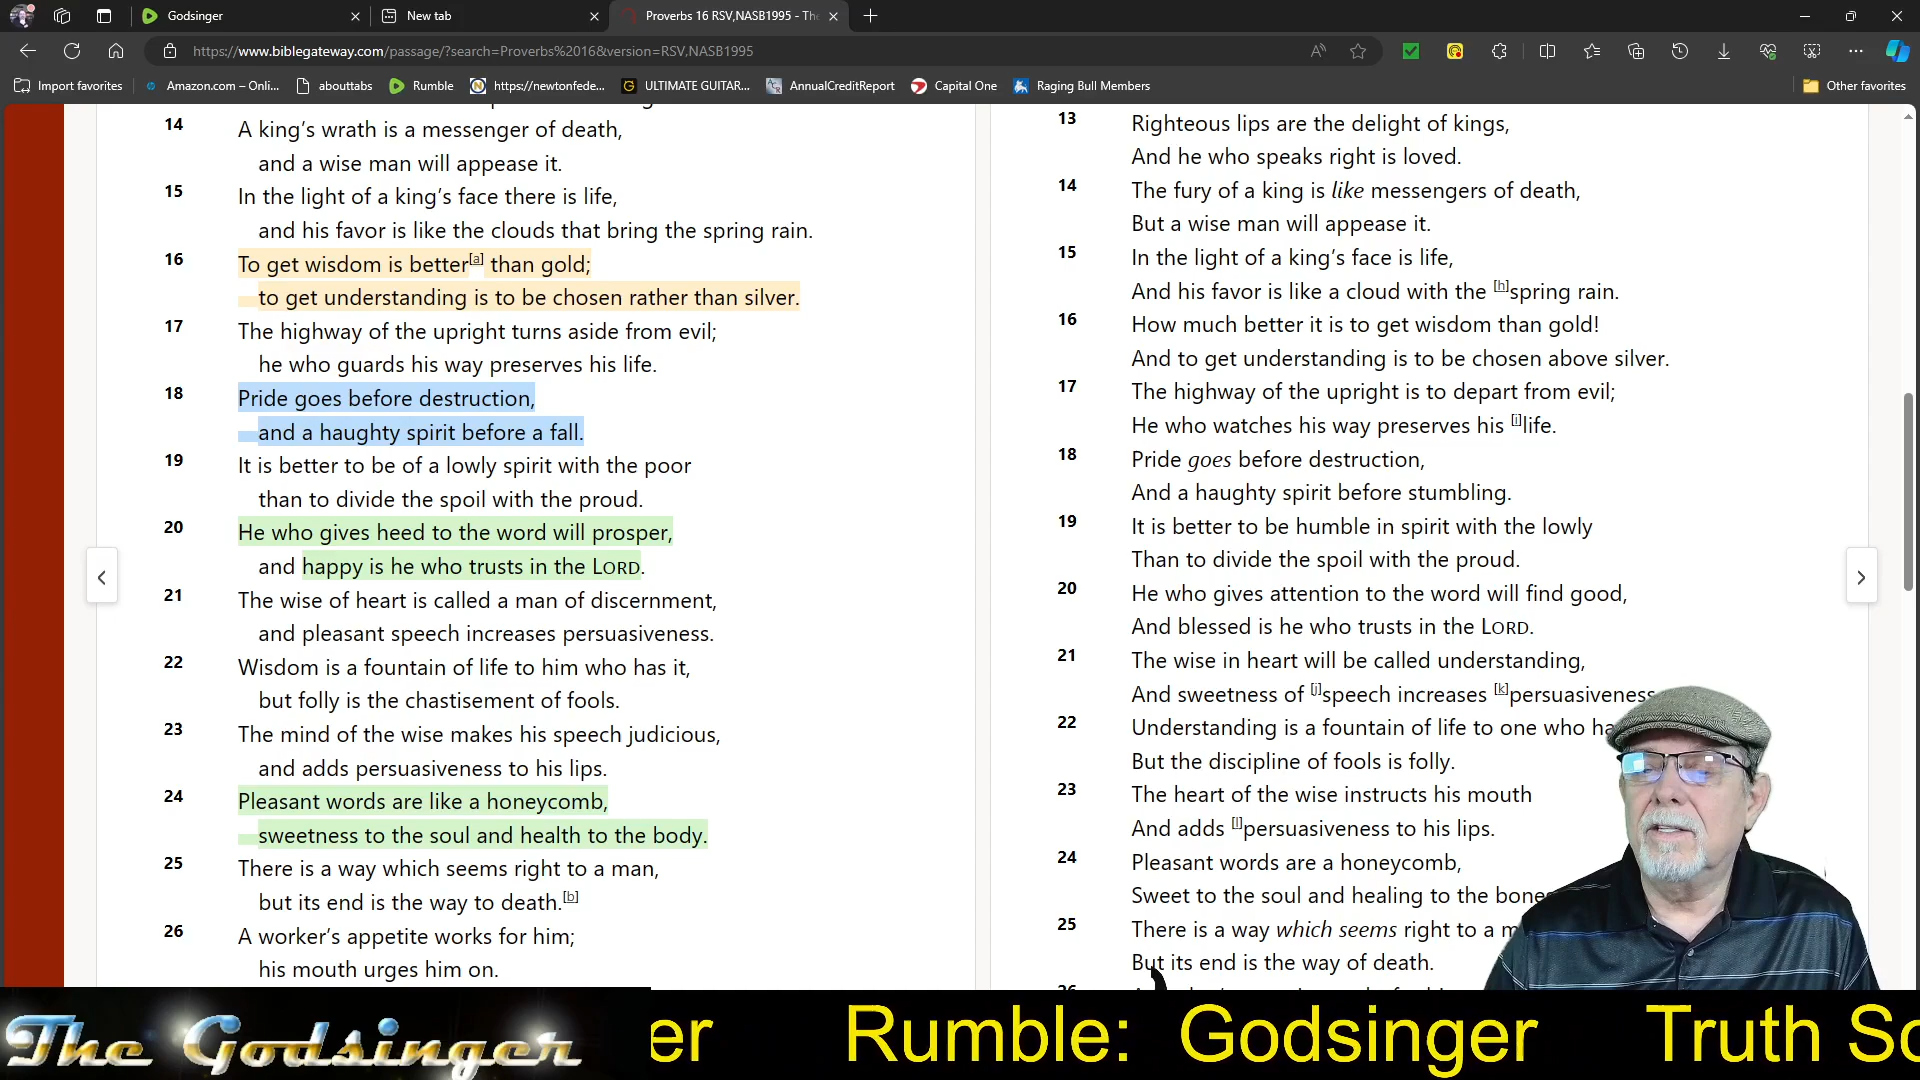 Godsinger
New tab
Proverbs 16 RSV,NASB1995 - The
https://www.biblegateway.com/passage/?search=Proverbs%2016&version=RSV,NASB1995
Import favorites
Amazon.com – Onli...
abouttabs
Rumble
https://newtonfede...
ULTIMATE GUITAR...
AnnualCreditReport
Capital One
Raging Bull Members
Other favorites
14 A king’s wrath is a messenger of death,
and a wise man will appease it.
15 In the light of a king’s face there is life,
and his favor is like the clouds that bring the spring rain.
16 To get wisdom is better[a] than gold;
to get understanding is to be chosen rather than silver.
17 The highway of the upright turns aside from evil;
he who guards his way preserves his life.
18 Pride goes before destruction,
and a haughty spirit before a fall.
19 It is better to be of a lowly spirit with the poor
than to divide the spoil with the proud.
20 He who gives heed to the word will prosper,
and happy is he who trusts in the LORD.
21 The wise of heart is called a man of discernment,
and pleasant speech increases persuasiveness.
22 Wisdom is a fountain of life to him who has it,
but folly is the chastisement of fools.
23 The mind of the wise makes his speech judicious,
and adds persuasiveness to his lips.
24 Pleasant words are like a honeycomb,
sweetness to the soul and health to the body.
25 There is a way which seems right to a man,
but its end is the way to death.[b]
26 A worker’s appetite works for him;
his mouth urges him on.
13 Righteous lips are the delight of kings,
And he who speaks right is loved.
14 The fury of a king is like messengers of death,
But a wise man will appease it.
15 In the light of a king’s face is life,
And his favor is like a cloud with the [h]spring rain.
16 How much better it is to get wisdom than gold!
And to get understanding is to be chosen above silver.
17 The highway of the upright is to depart from evil;
He who watches his way preserves his [i]life.
18 Pride goes before destruction,
And a haughty spirit before stumbling.
19 It is better to be humble in spirit with the lowly
Than to divide the spoil with the proud.
20 He who gives attention to the word will find good,
And blessed is he who trusts in the LORD.
21 The wise in heart will be called understanding,
And sweetness of [j]speech increases [k]persuasiveness
22 Understanding is a fountain of life to one who ha
But the discipline of fools is folly.
23 The heart of the wise instructs his mouth
And adds [l]persuasiveness to his lips.
24 Pleasant words are a honeycomb,
Sweet to the soul and healing to the bone
25 There is a way which seems right to a m
But its end is the way of death.
The Godsinger
er Rumble: Godsinger Truth So